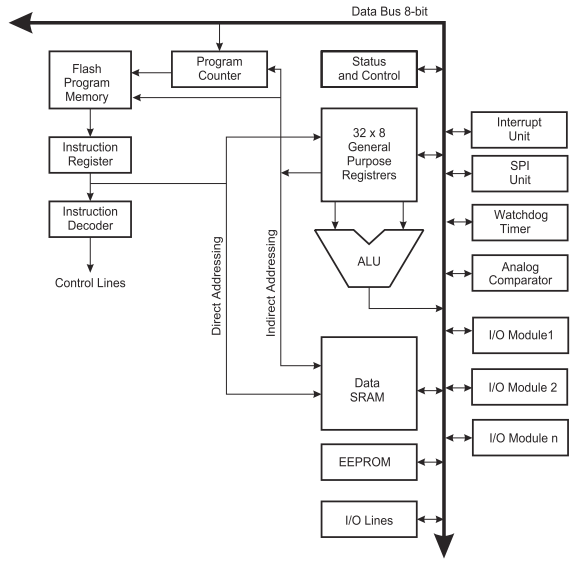 Data Bus 8-bit
Flash
Program
Memory
Program
Counter
Status
and Control
Instruction
Register
32 x 8
General
Purpose
Registrers
Interrupt
Unit
SPI
Unit
Instruction
Decoder
Watchdog
Timer
ALU
Analog
Comparator
Control Lines
Direct Addressing
Indirect Addressing
I/O Module1
Data
SRAM
I/O Module 2
I/O Module n
EEPROM
I/O Lines